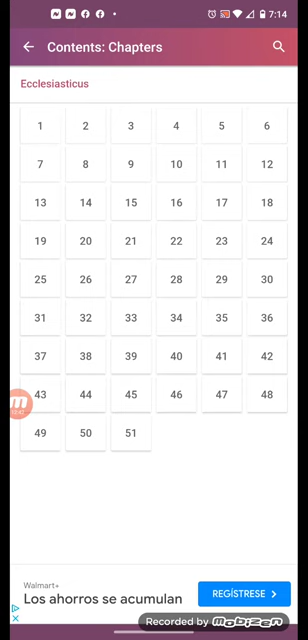 7:14
Contents: Chapters
Ecclesiasticus
1 2 3 4 5 6
7 8 9 10 11 12
13 14 15 16 17 18
19 20 21 22 23 24
25 26 27 28 29 30
31 32 33 34 35 36
37 38 39 40 41 42
43 44 45 46 47 48
49 50 51
Walmart+
Los ahorros se acumulan
REGÍSTRESE
Recorded by mobizen